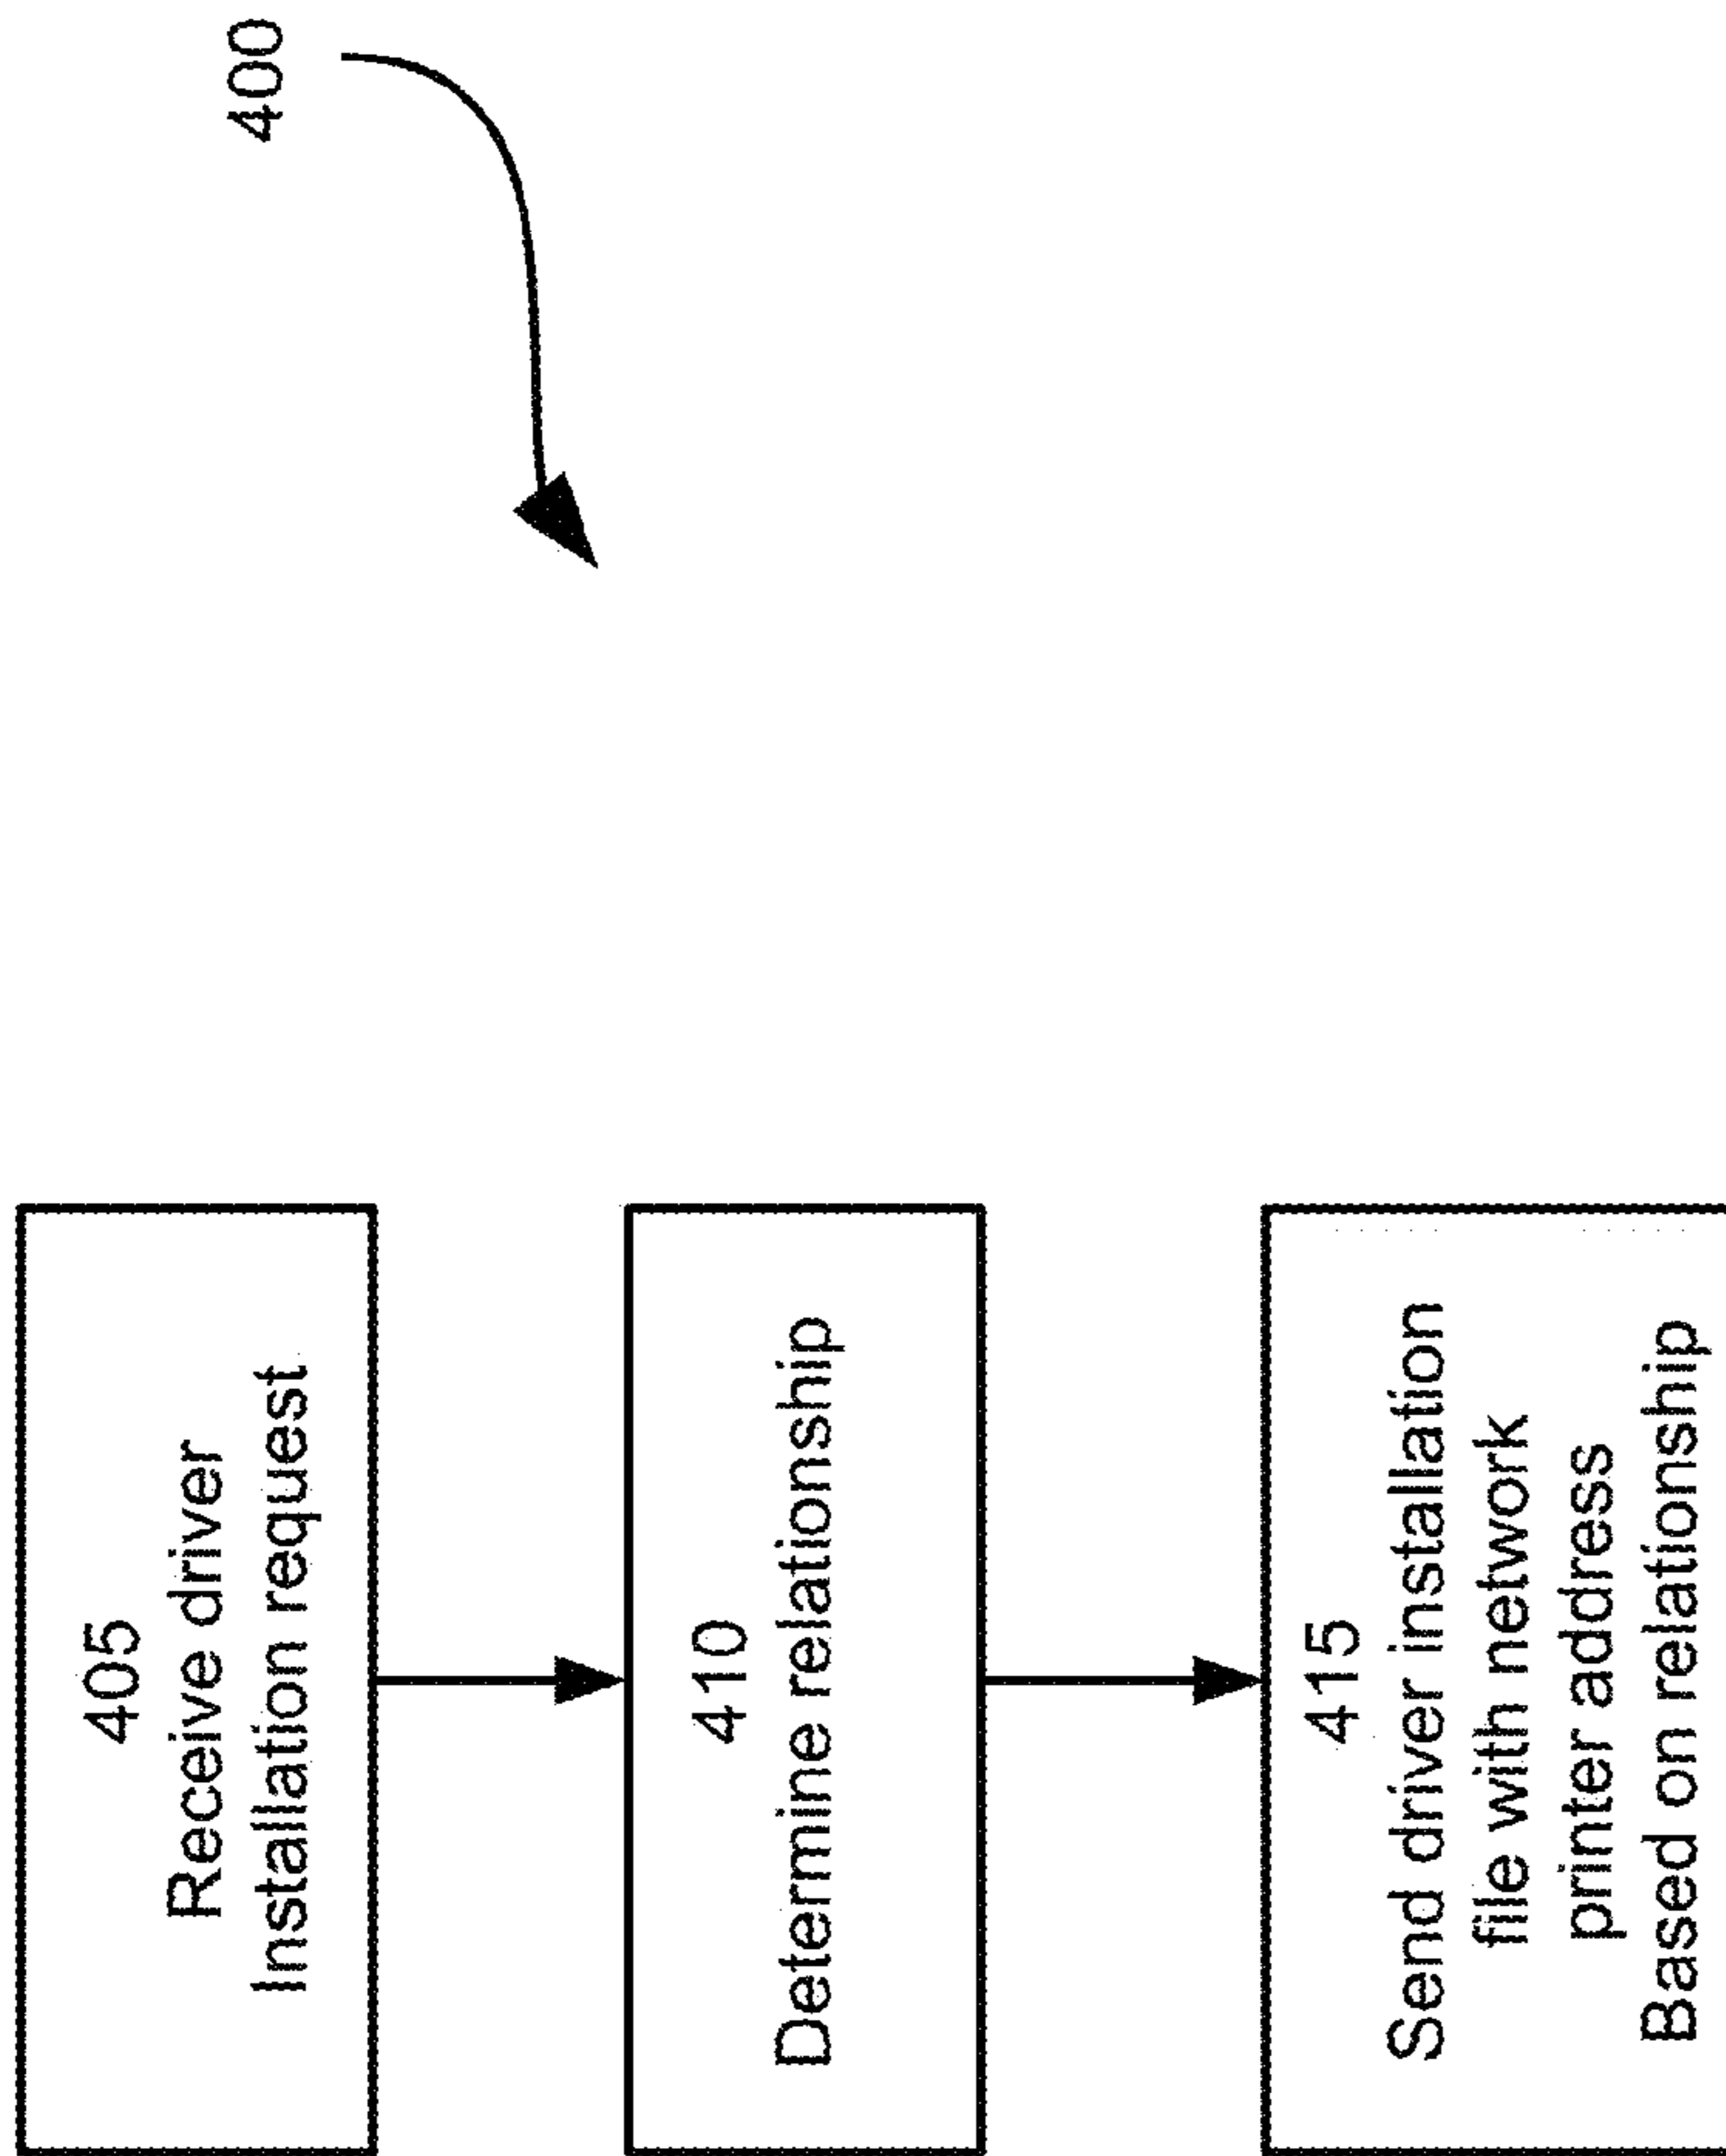 400
405
Receive driver
Installation request
410
Determine relationship
415
Send driver installation
file with network
printer address
Based on relationship